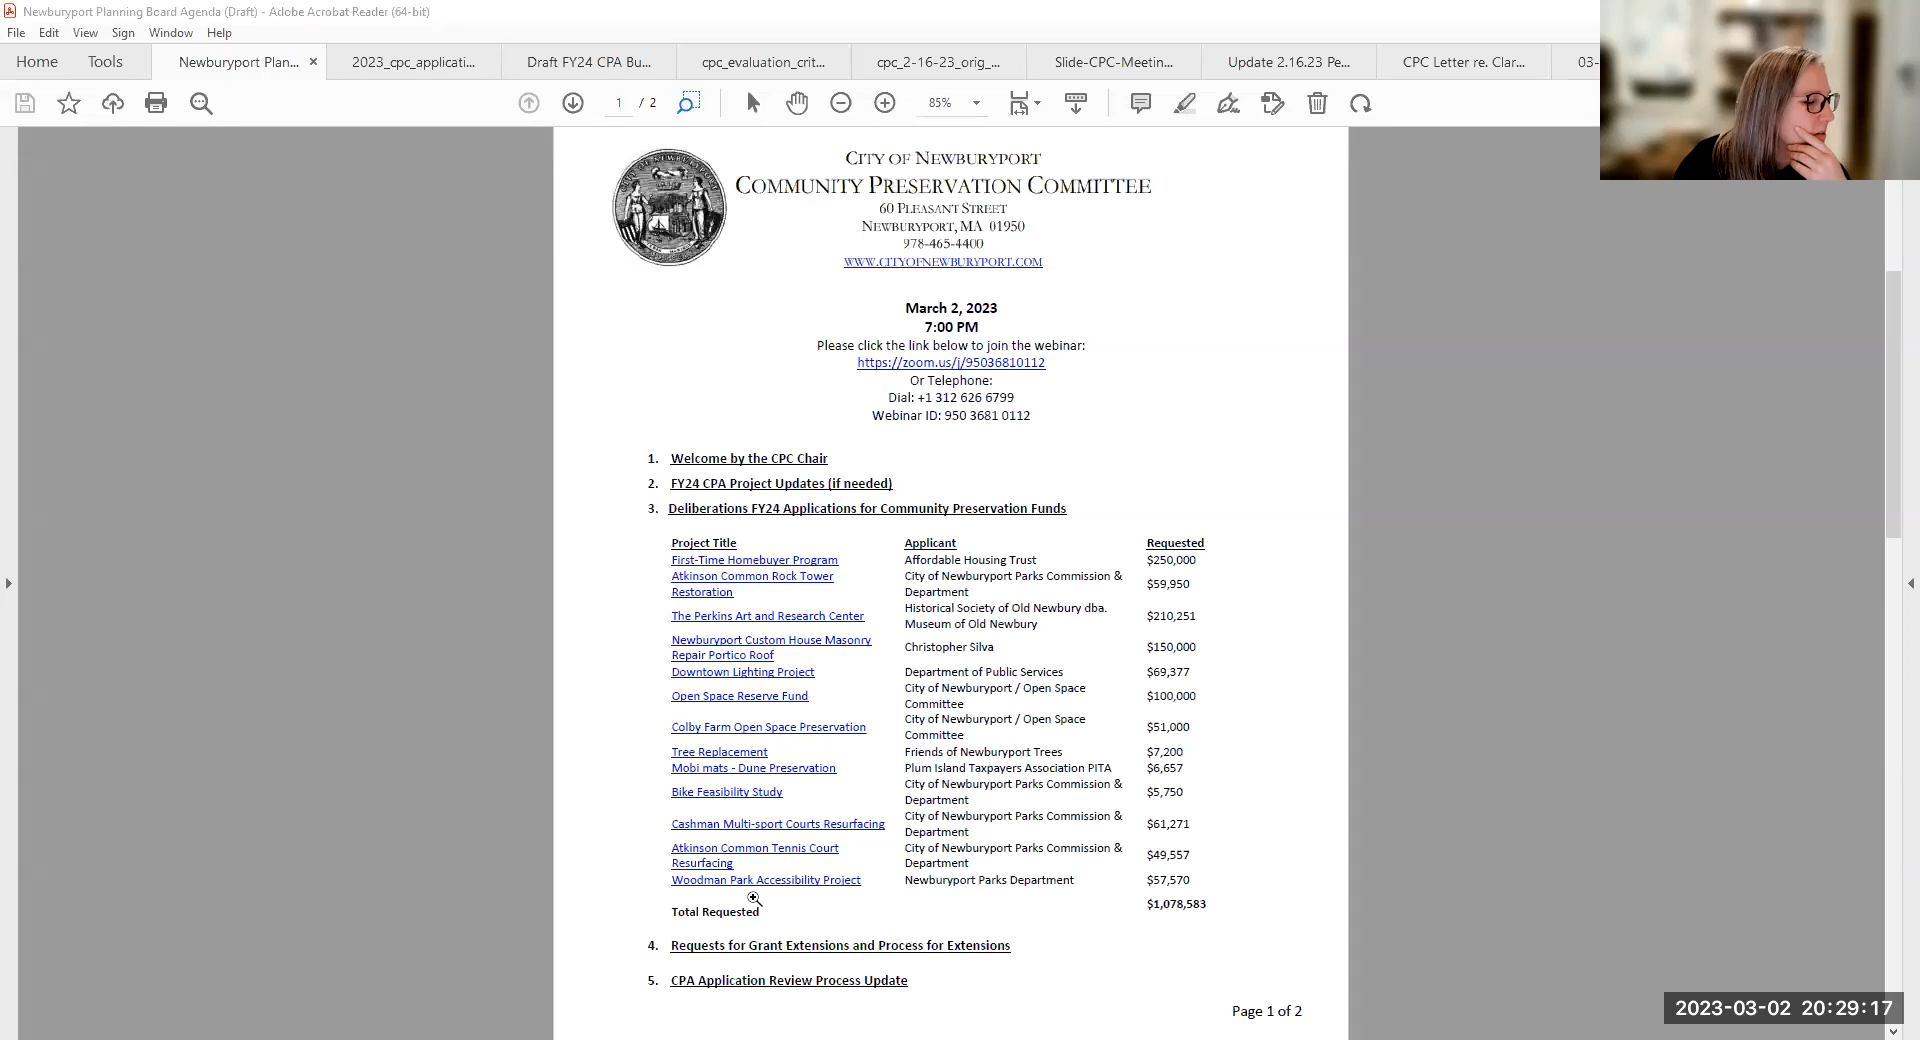 Newburyport Planning Board Agenda (Draft) - Adobe Acrobat Reader (64-bit)
File Edit View Sign Window Help
Home Tools Newburyport Plan... × 2023_cpc_applicati... Draft FY24 CPA Bu... cpc_evaluation_crit... cpc_2-16-23_orig_... Slide-CPC-Meetin... Update 2.16.23 Pe... CPC Letter re. Clar... 03-
1 / 2 85%
CITY OF NEWBURYPORT
CITY OF NEWBURYPORT
COMMUNITY PRESERVATION COMMITTEE
60 PLEASANT STREET
NEWBURYPORT, MA 01950
978-465-4400
WWW.CITYOFNEWBURYPORT.COM
March 2, 2023
7:00 PM
Please click the link below to join the webinar:
https://zoom.us/j/95036810112
Or Telephone:
Dial: +1 312 626 6799
Webinar ID: 950 3681 0112
1. Welcome by the CPC Chair
2. FY24 CPA Project Updates (if needed)
3. Deliberations FY24 Applications for Community Preservation Funds
Project Title Applicant Requested
First-Time Homebuyer Program Affordable Housing Trust $250,000
Atkinson Common Rock Tower
Restoration
City of Newburyport Parks Commission &
Department
$59,950
The Perkins Art and Research Center
Historical Society of Old Newbury dba.
Museum of Old Newbury
$210,251
Newburyport Custom House Masonry
Repair Portico Roof
Christopher Silva
$150,000
Downtown Lighting Project Department of Public Services $69,377
Open Space Reserve Fund
City of Newburyport / Open Space
Committee
$100,000
Colby Farm Open Space Preservation
City of Newburyport / Open Space
Committee
$51,000
Tree Replacement Friends of Newburyport Trees $7,200
Mobi mats - Dune Preservation Plum Island Taxpayers Association PITA $6,657
Bike Feasibility Study
City of Newburyport Parks Commission &
Department
$5,750
Cashman Multi-sport Courts Resurfacing
City of Newburyport Parks Commission &
Department
$61,271
Atkinson Common Tennis Court
Resurfacing
City of Newburyport Parks Commission &
Department
$49,557
Woodman Park Accessibility Project Newburyport Parks Department $57,570
Total Requested $1,078,583
4. Requests for Grant Extensions and Process for Extensions
5. CPA Application Review Process Update
Page 1 of 2
2023-03-02 20:29:17